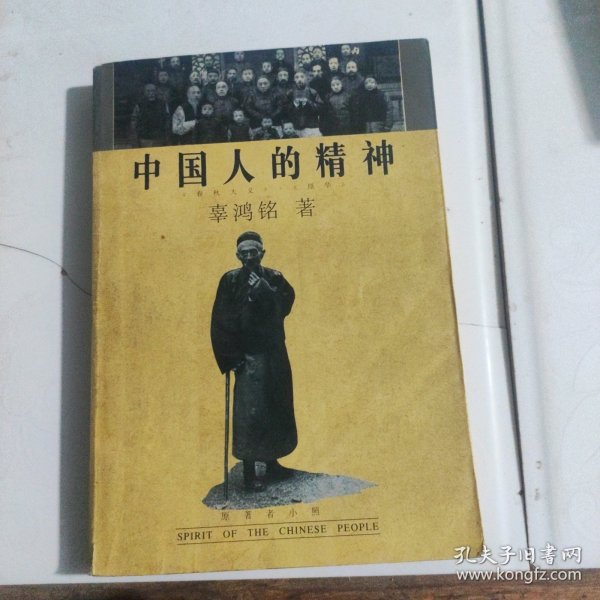 中国人的精神
《春秋大义》·《原华》
辜鸿铭 著
原著者小照
SPIRIT OF THE CHINESE PEOPLE
孔夫子旧书网
www.kongfz.com